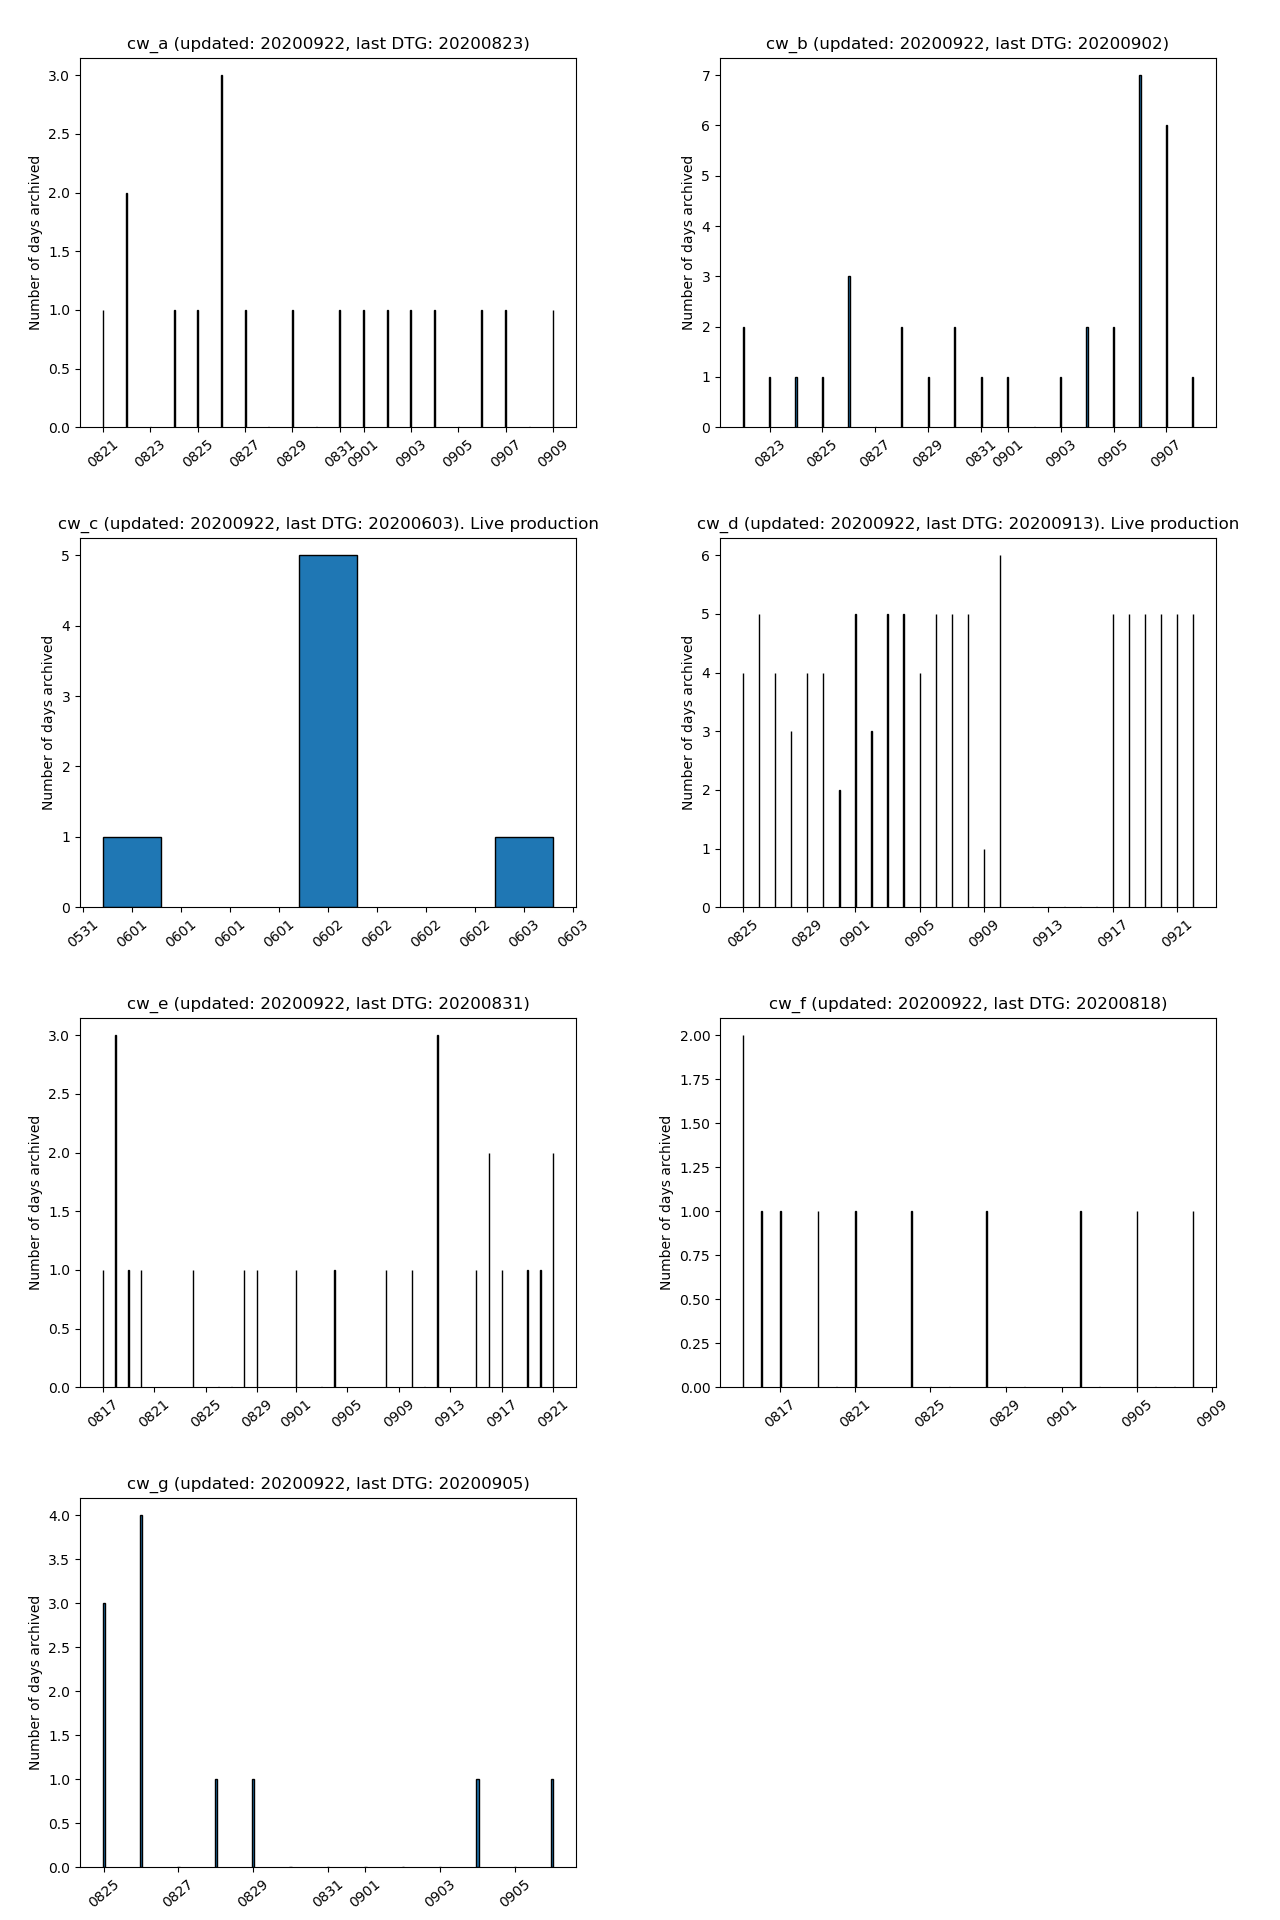 cw_a (updated: 20200922, last DTG: 20200823)
Number of days archived
3.0
2.5
2.0
1.5
1.0
0.5
0.0
0821 0823 0825 0827 0829 0831 0901 0903 0905 0907 0909
cw_b (updated: 20200922, last DTG: 20200902)
Number of days archived
7
6
5
4
3
2
1
0
0823 0825 0827 0829 0831 0901 0903 0905 0907
cw_c (updated: 20200922, last DTG: 20200603). Live production
Number of days archived
5
4
3
2
1
0
0531 0601 0601 0601 0601 0602 0602 0602 0602 0603 0603
cw_d (updated: 20200922, last DTG: 20200913). Live production
Number of days archived
6
5
4
3
2
1
0
0825 0829 0901 0905 0909 0913 0917 0921
cw_e (updated: 20200922, last DTG: 20200831)
Number of days archived
3.0
2.5
2.0
1.5
1.0
0.5
0.0
0817 0821 0825 0829 0901 0905 0909 0913 0917 0921
cw_f (updated: 20200922, last DTG: 20200818)
Number of days archived
2.00
1.75
1.50
1.25
1.00
0.75
0.50
0.25
0.00
0817 0821 0825 0829 0901 0905 0909
cw_g (updated: 20200922, last DTG: 20200905)
Number of days archived
4.0
3.5
3.0
2.5
2.0
1.5
1.0
0.5
0.0
0825 0827 0829 0831 0901 0903 0905